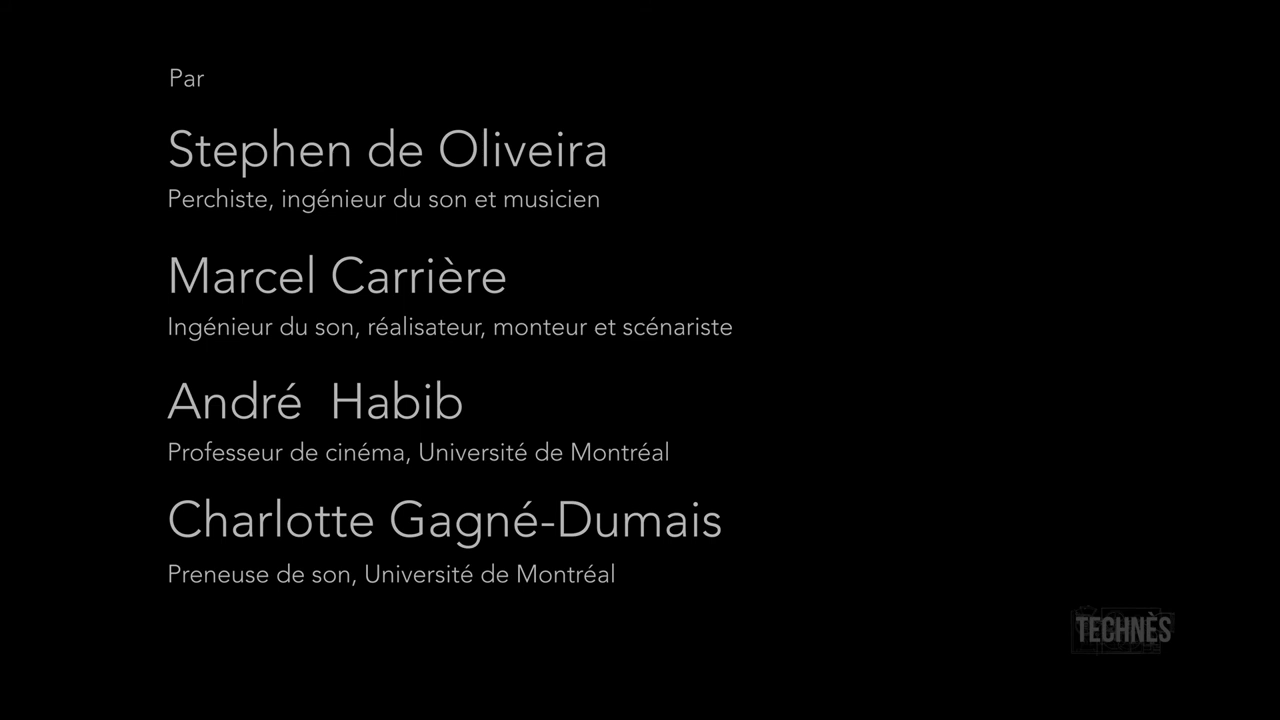 Par
Stephen de Oliveira
Perchiste, ingénieur du son et musicien
Marcel Carrière
Ingénieur du son, réalisateur, monteur et scénariste
André  Habib
Professeur de cinéma, Université de Montréal
Charlotte Gagné-Dumais
Preneuse de son, Université de Montréal
TECHNÈS